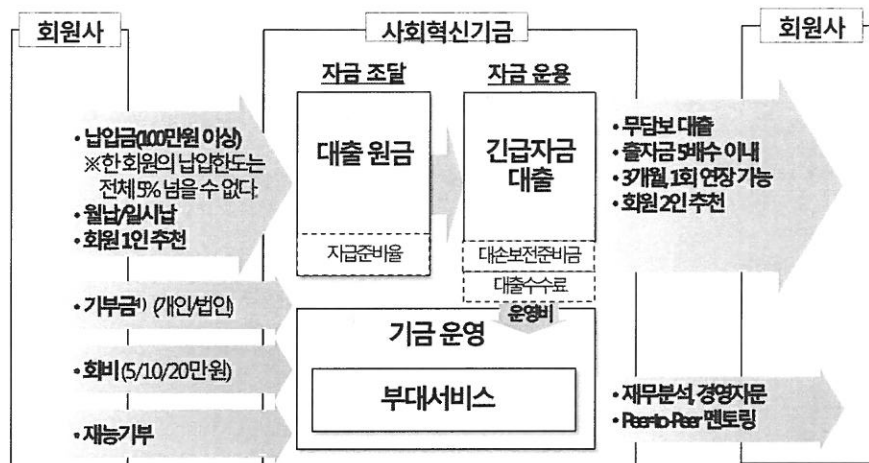 회원사
사회혁신기금
회원사
자금 조달
자금 운용
• 납입금(100만원 이상)
※한 회원의 납입한도는
전체 5% 넘을 수 없다.
• 월납/일시납
• 회원 1인 추천
대출 원금
지급준비율
긴급자금
대출
대손보전준비금
대출수수료
운영비
• 무담보 대출
• 출자금 5배수 이내
• 3개월, 1회 연장 가능
• 회원 2인 추천
• 기부금¹⁾ (개인/법인)
• 회비 (5/10/20만원)
• 재능기부
기금 운영
부대서비스
• 재무분석, 경영자문
• Peer-to-Peer 멘토링